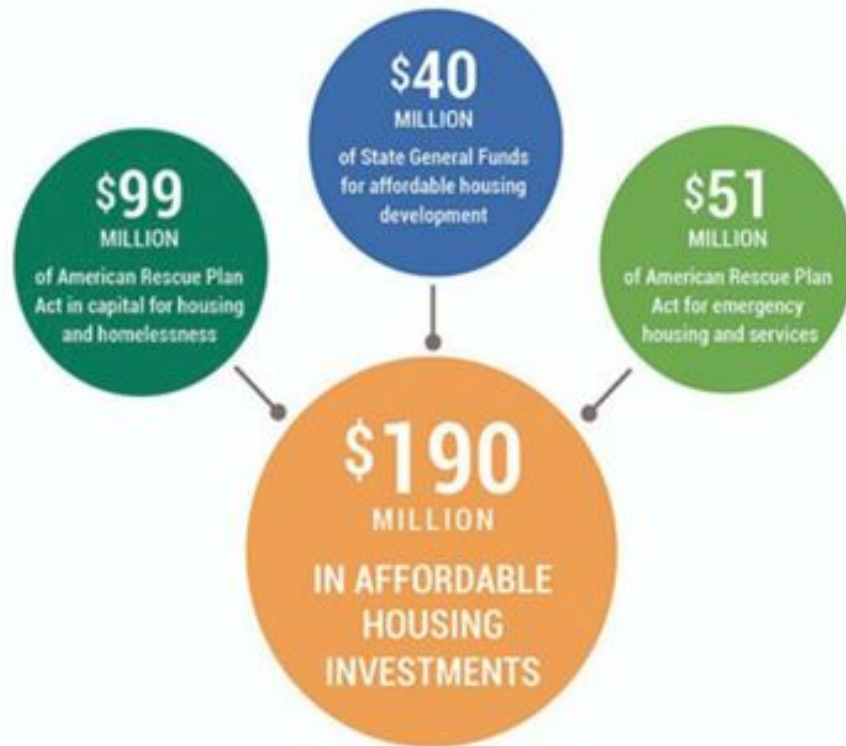 $40
MILLION
of State General Funds
for affordable housing
development
$99
MILLION
of American Rescue Plan
Act in capital for housing
and homelessness
$51
MILLION
of American Rescue Plan
Act for emergency
housing and services
$190
MILLION
IN AFFORDABLE
HOUSING
INVESTMENTS